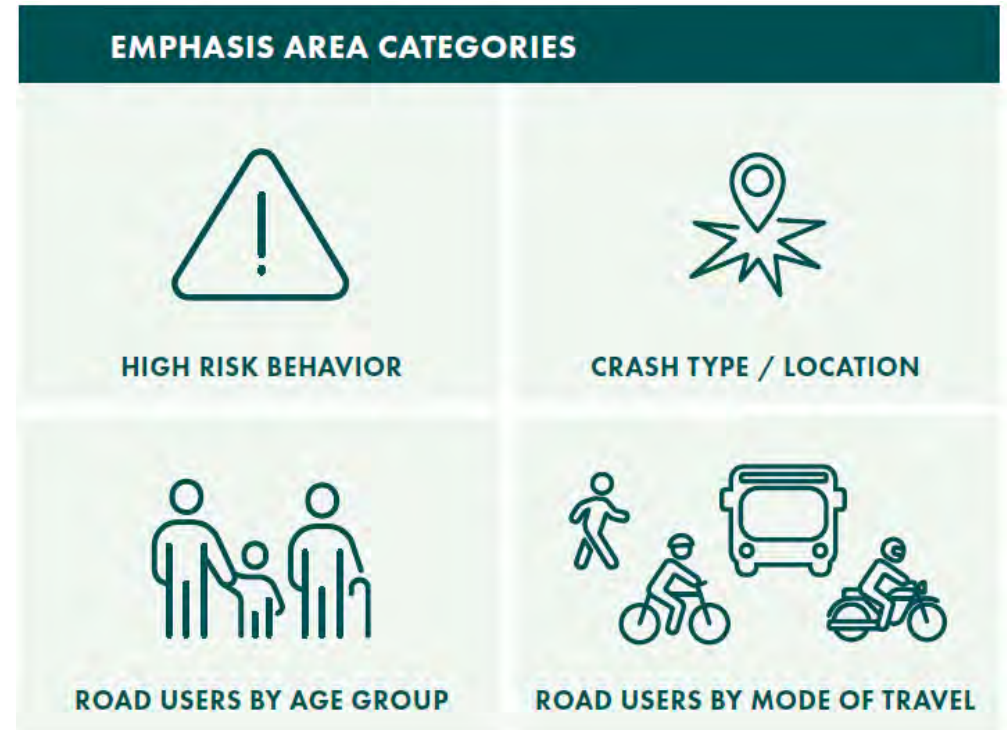 EMPHASIS AREA CATEGORIES
HIGH RISK BEHAVIOR
CRASH TYPE / LOCATION
ROAD USERS BY AGE GROUP
ROAD USERS BY MODE OF TRAVEL